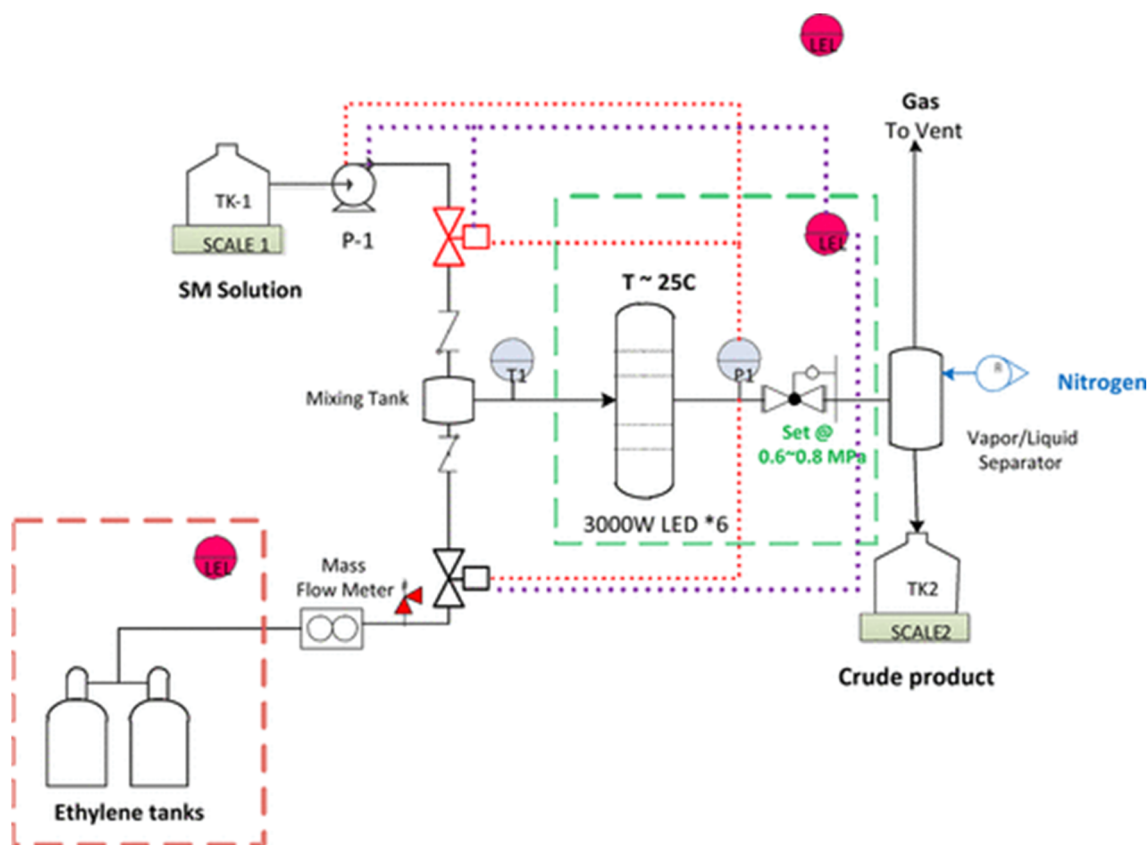 LEL
Gas
To Vent
TK-1
SCALE 1
P-1
SM Solution
LEL
T ~ 25C
Mixing Tank
T1
P1
R
Nitrogen
Set @
0.6~0.8 MPa
Vapor/Liquid
Separator
3000W LED *6
LEL
Mass
Flow Meter
TK2
SCALE2
Crude product
Ethylene tanks